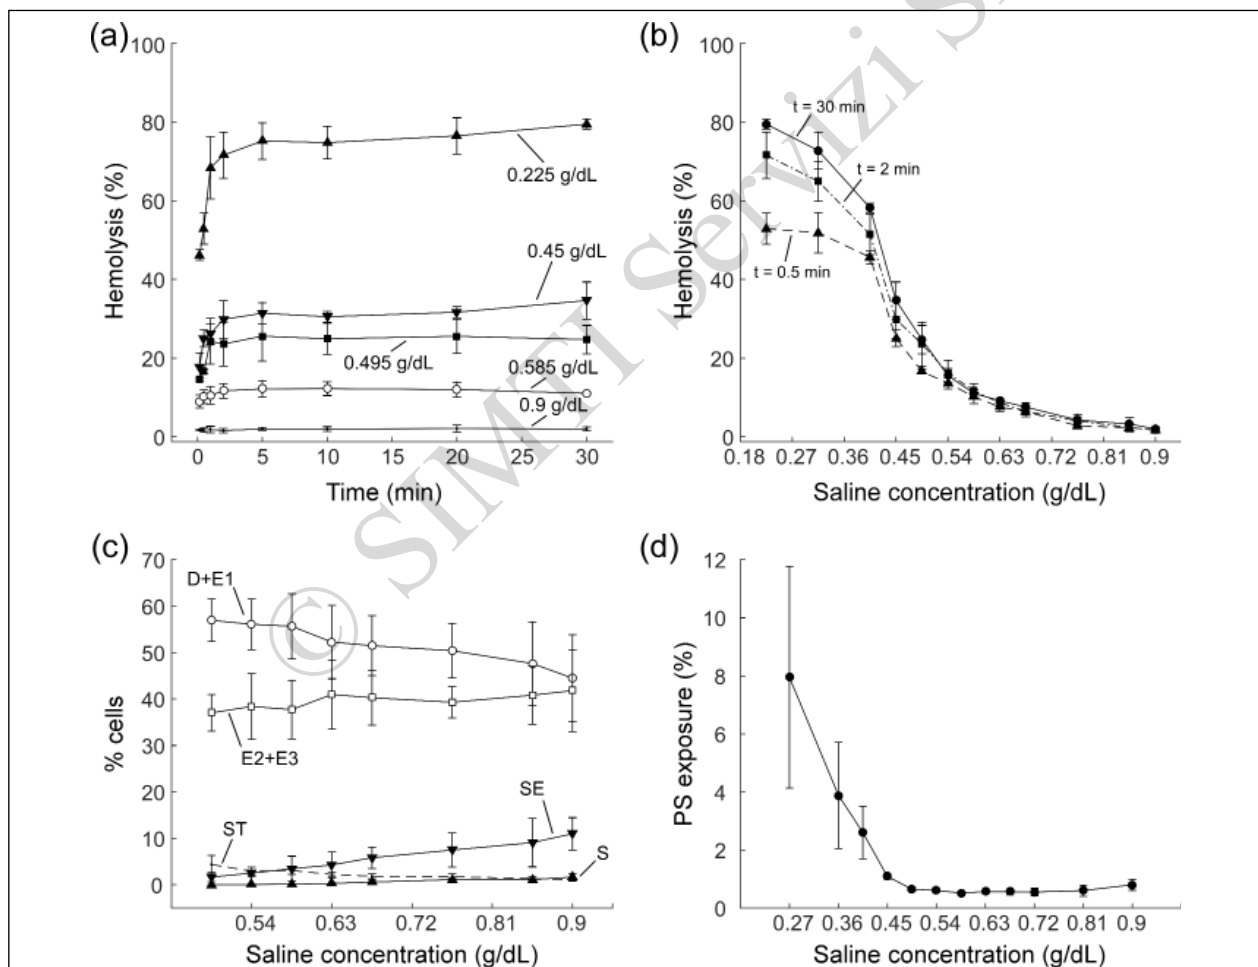 (a)
100
80
60
40
20
0
Hemolysis (%)
0.225 g/dL
0.45 g/dL
0.495 g/dL
0.585 g/dL
0.9 g/dL
0 5 10 15 20 25 30
Time (min)
(b)
100
80
60
40
20
0
Hemolysis (%)
t = 30 min
t = 2 min
t = 0.5 min
0.18 0.27 0.36 0.45 0.54 0.63 0.72 0.81 0.9
Saline concentration (g/dL)
(c)
70
60
50
40
30
20
10
0
% cells
D+E1
E2+E3
ST
SE
S
0.54 0.63 0.72 0.81 0.9
Saline concentration (g/dL)
(d)
12
10
8
6
4
2
0
PS exposure (%)
0.27 0.36 0.45 0.54 0.63 0.72 0.81 0.9
Saline concentration (g/dL)
© SIMTI Servizi